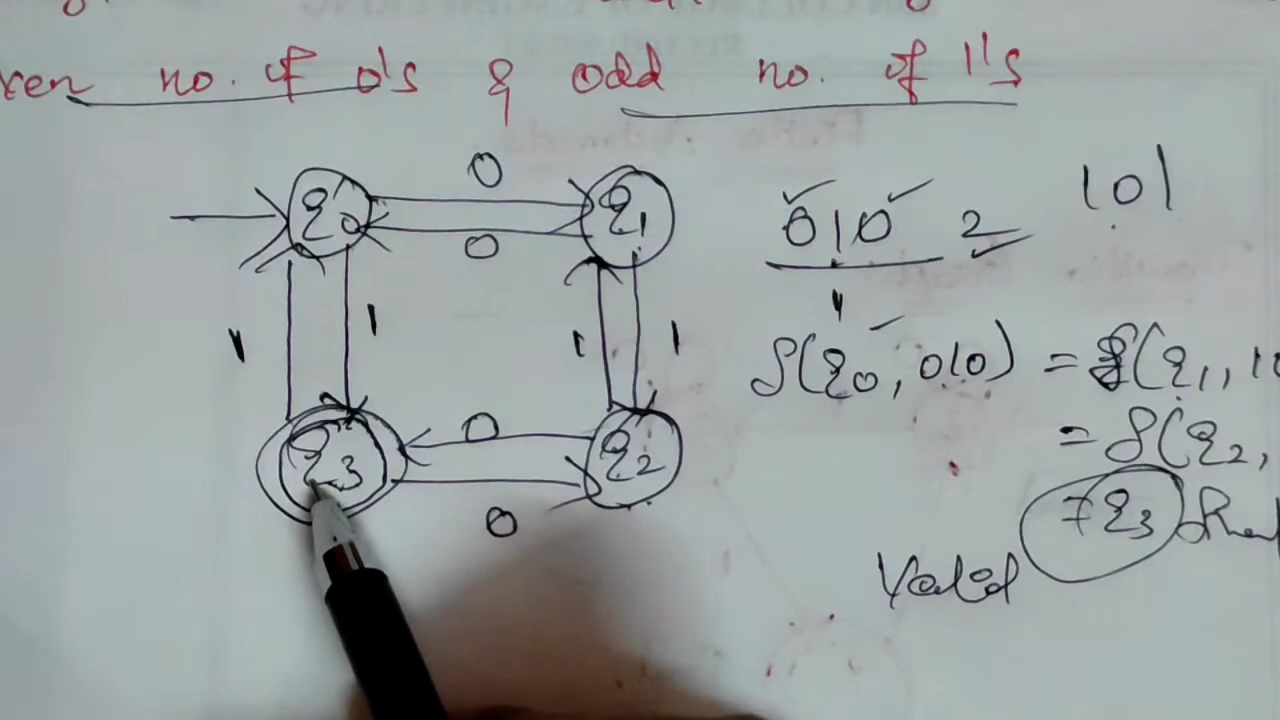 no. of 0's & odd no. of 1's
0
q0 q1
0
010 2
101
1 1 1 1
1
δ(q0, 010) = δ(q1, 10
= δ(q2,
0
q3 q2
0
= q3
Valid